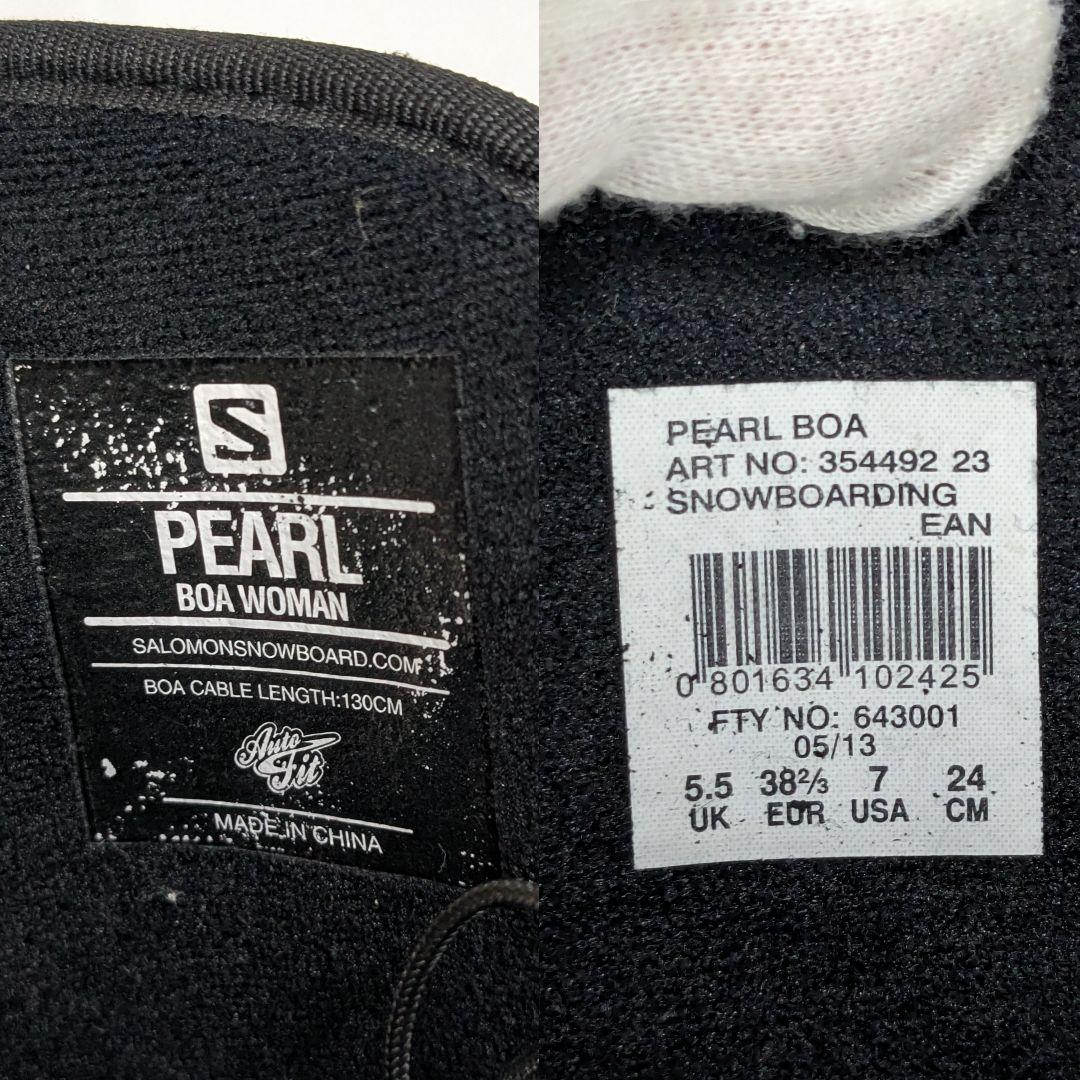 S
PEARL
BOA WOMAN
SALOMONSNOWBOARD.COM
BOA CABLE LENGTH:130CM
Auto Fit
MADE IN CHINA
PEARL BOA
ART NO: 354492 23
SNOWBOARDING
EAN
0 801634 102425
FTY NO: 643001
05/13
5.5 38⅔ 7 24
UK EUR USA CM